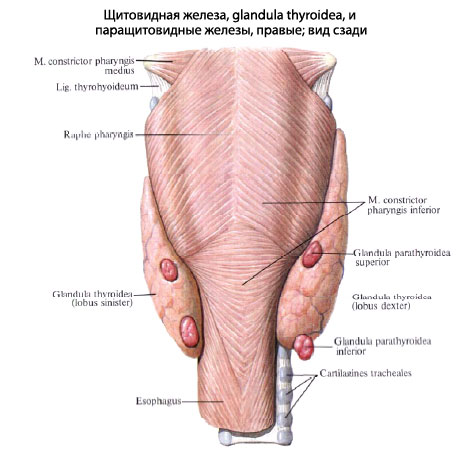 Щитовидная железа, glandula thyroidea, и
паращитовидные железы, правые; вид сзади
M. constrictor pharyngis
medius
Lig. thyrohyoideum
Raphe pharyngis
M. constrictor
pharyngis inferior
Glandula parathyroidea
superior
Glandula thyroidea
(lobus sinister)
Glandula thyroidea
(lobus dexter)
Glandula parathyroidea
inferior
Cartilagines tracheales
Esophagus